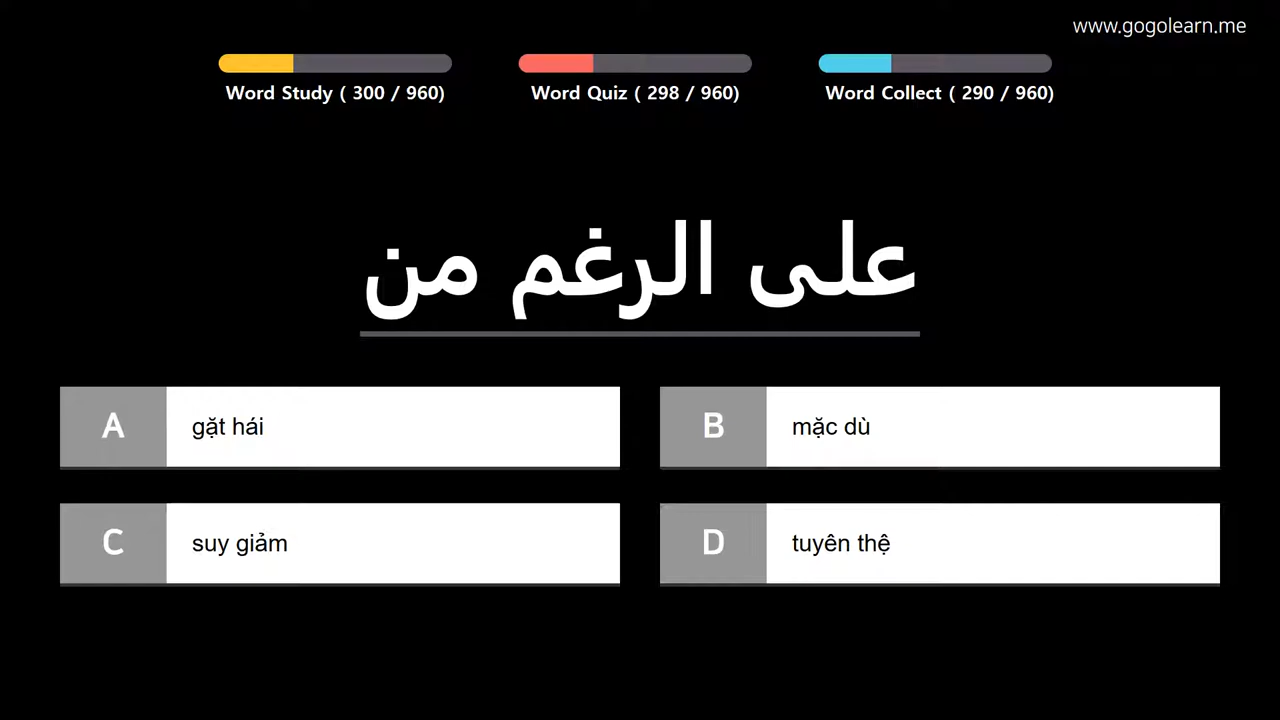 www.gogolearn.me
Word Study ( 300 / 960)
Word Quiz ( 298 / 960)
Word Collect ( 290 / 960)
على الرغم من
A gặt hái
B mặc dù
C suy giảm
D tuyên thệ